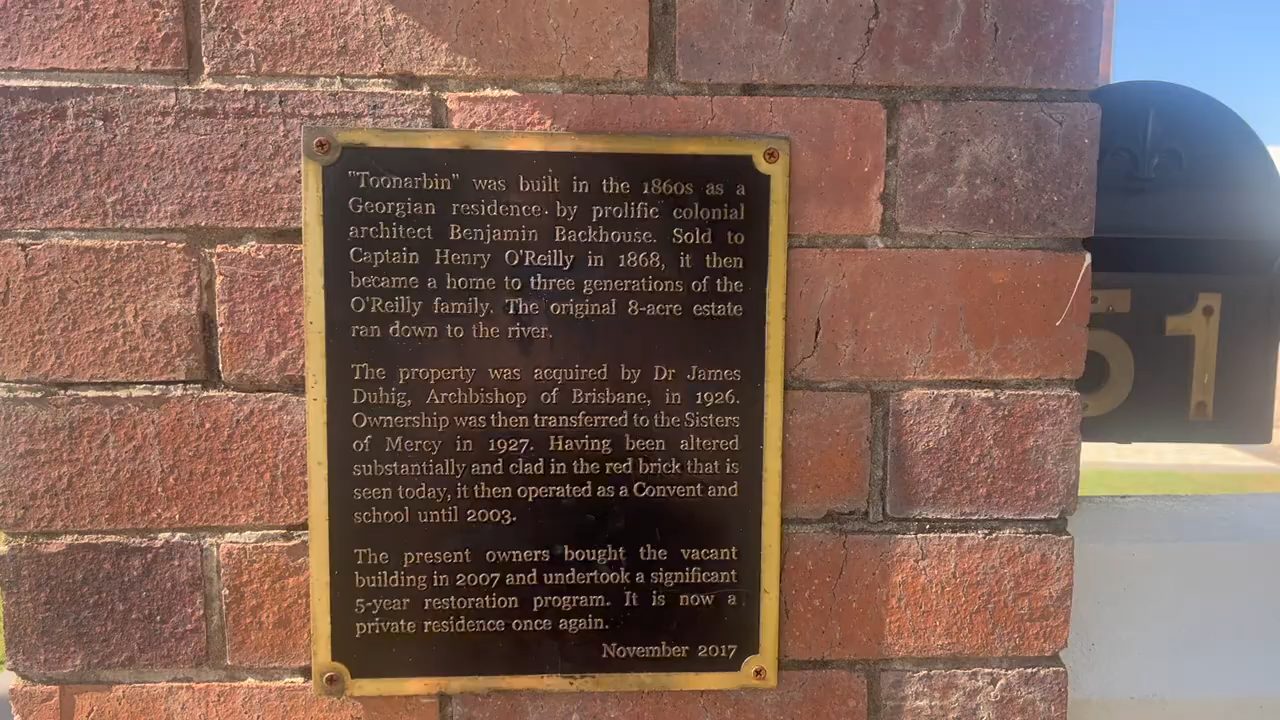 "Toonarbin" was built in the 1860s as a
Georgian residence by prolific colonial
architect Benjamin Backhouse. Sold to
Captain Henry O'Reilly in 1868, it then
became a home to three generations of the
O'Reilly family. The original 8-acre estate
ran down to the river.
The property was acquired by Dr James
Duhig, Archbishop of Brisbane, in 1926.
Ownership was then transferred to the Sisters
of Mercy in 1927. Having been altered
substantially and clad in the red brick that is
seen today, it then operated as a Convent and
school until 2003.
The present owners bought the vacant
building in 2007 and undertook a significant
5-year restoration program. It is now a
private residence once again.
November 2017
51